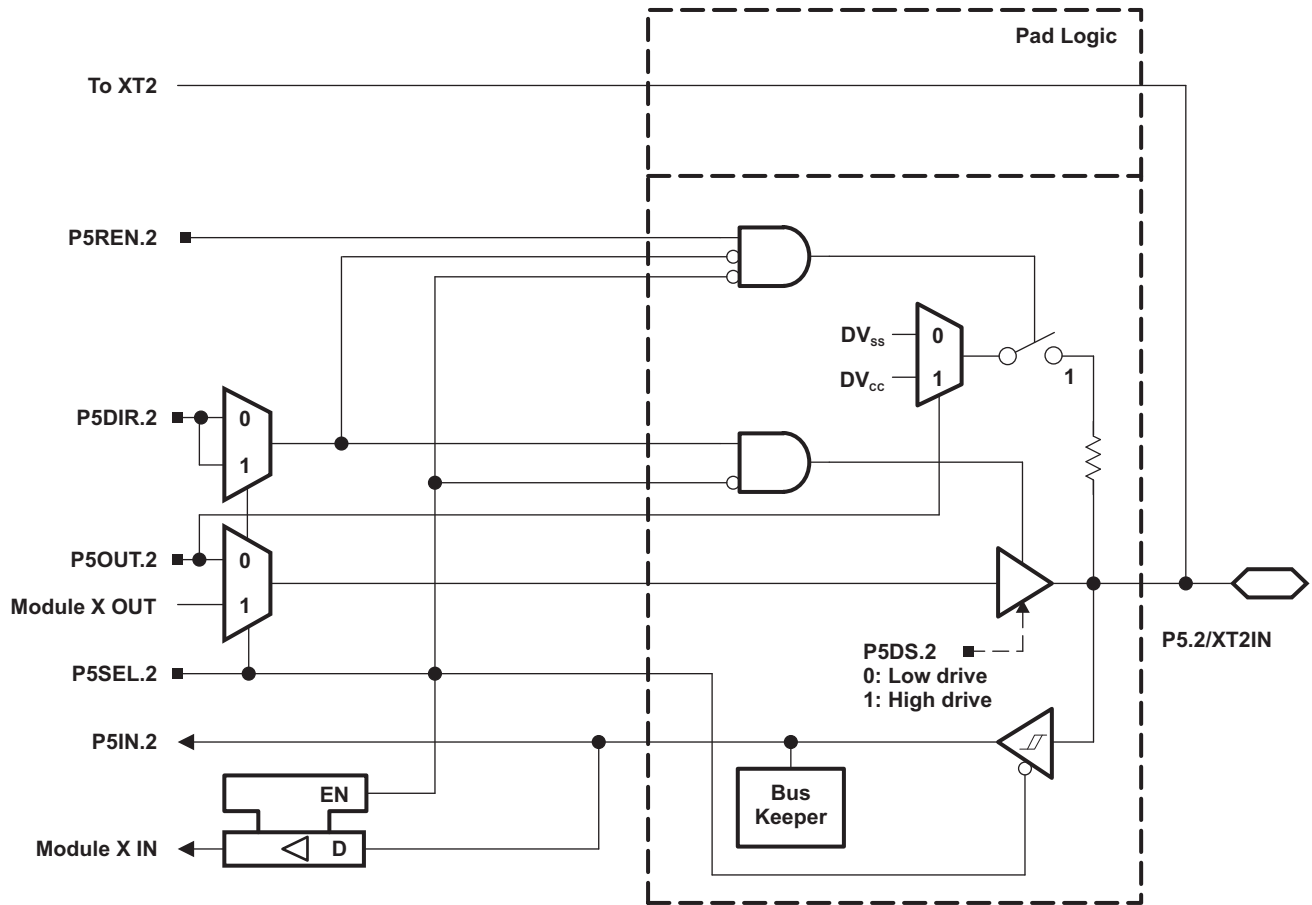 Pad Logic
To XT2
P5REN.2
DVSS
0
DVCC
1
1
P5DIR.2
0
1
P5OUT.2
0
Module X OUT
1
P5.2/XT2IN
P5DS.2
0: Low drive
1: High drive
P5SEL.2
P5IN.2
Bus
Keeper
EN
Module X IN
D